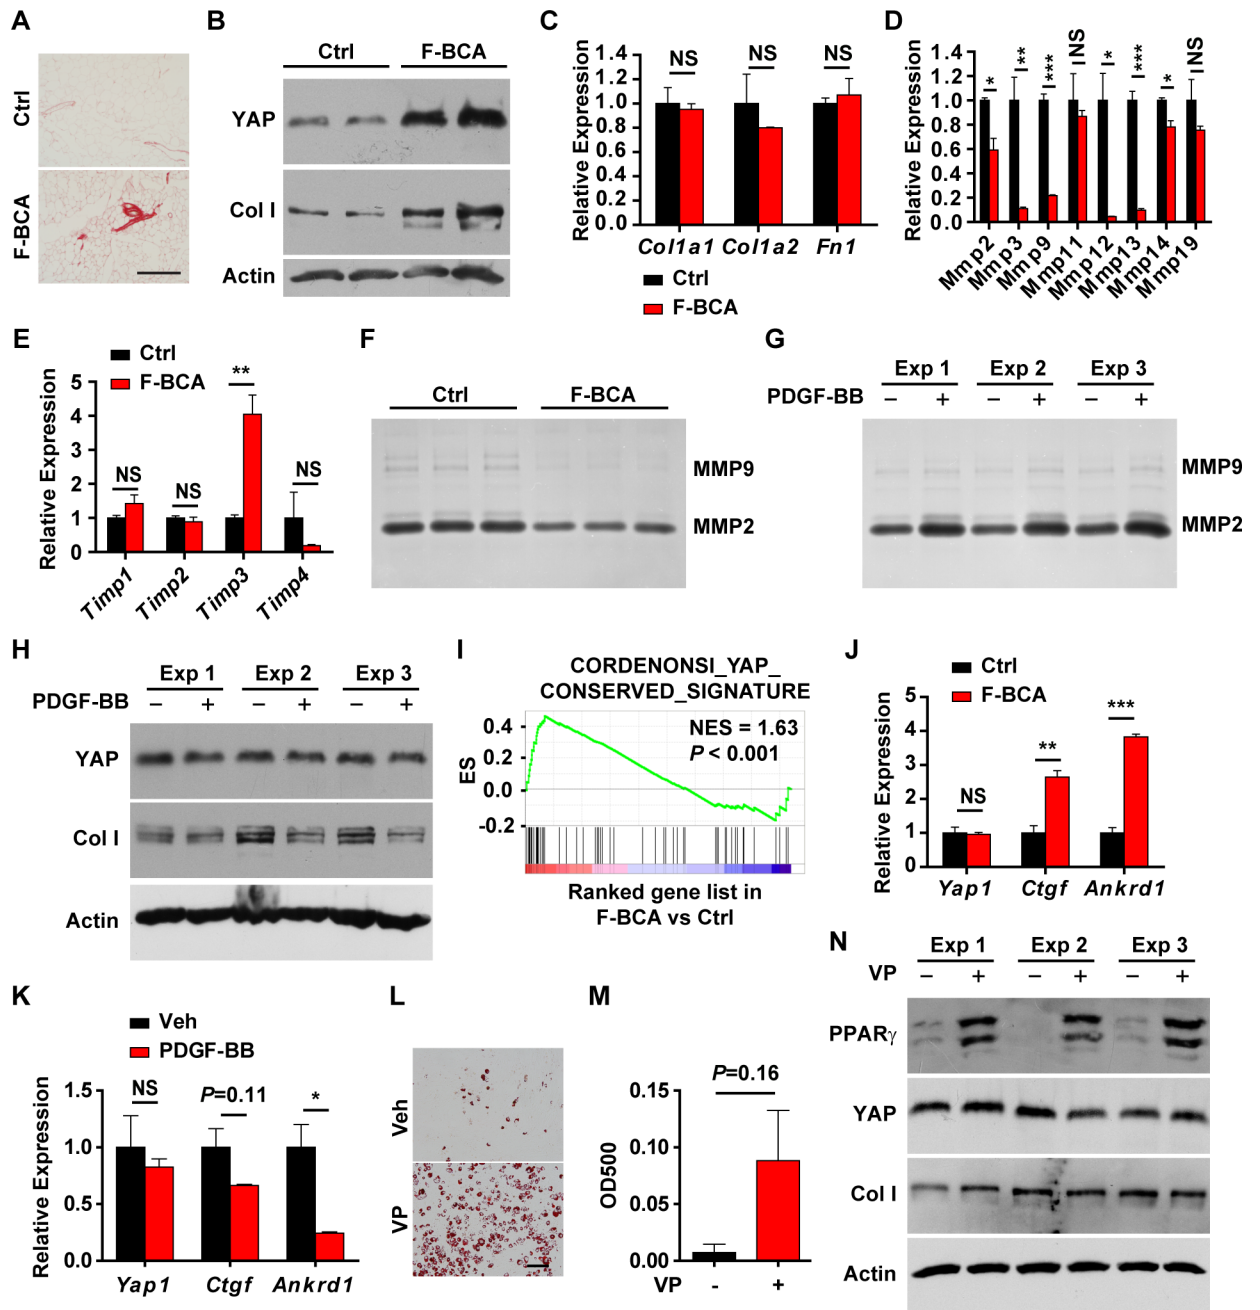 A
Ctrl
F-BCA
B
Ctrl F-BCA
YAP
Col I
Actin
C
Relative Expression
1.4
1.2
1.0
0.8
0.6
0.4
0.2
0.0
NS NS NS
Col1a1 Col1a2 Fn1
Ctrl
F-BCA
D
Relative Expression
1.4
1.2
1.0
0.8
0.6
0.4
0.2
0.0
* ** *** NS * *** * NS
Mmp2 Mmp3 Mmp9 Mmp11 Mmp12 Mmp13 Mmp14 Mmp19
E
Ctrl
F-BCA
Relative Expression
5
4
3
2
1
0
NS NS ** NS
Timp1 Timp2 Timp3 Timp4
F
Ctrl F-BCA
MMP9
MMP2
G
Exp 1 Exp 2 Exp 3
PDGF-BB − + − + − +
MMP9
MMP2
H
Exp 1 Exp 2 Exp 3
PDGF-BB − + − + − +
YAP
Col I
Actin
I
CORDENONSI_YAP_
CONSERVED_SIGNATURE
NES = 1.63
P < 0.001
ES
0.4
0.2
0.0
-0.2
Ranked gene list in
F-BCA vs Ctrl
J
Ctrl
F-BCA
Relative Expression
5
4
3
2
1
0
NS ** ***
Yap1 Ctgf Ankrd1
K
Veh
PDGF-BB
Relative Expression
1.5
1.0
0.5
0.0
NS P=0.11 *
Yap1 Ctgf Ankrd1
L
Veh
VP
M
OD500
0.15
0.10
0.05
0.00
P=0.16
VP - +
N
Exp 1 Exp 2 Exp 3
VP − + − + − +
PPARγ
YAP
Col I
Actin